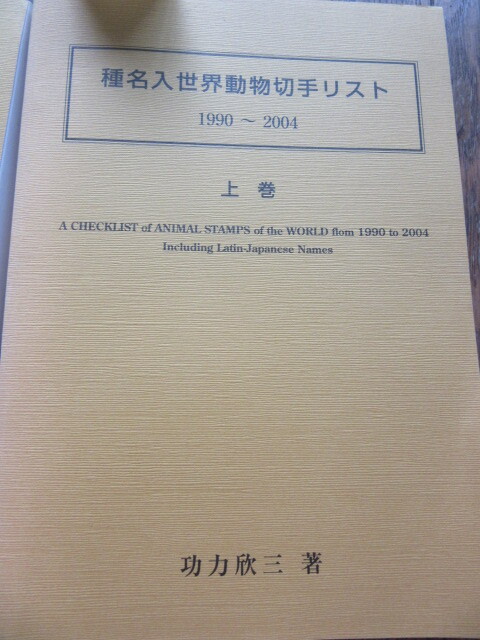 種名入世界動物切手リスト
1990 ～ 2004
上 巻
A CHECKLIST of ANIMAL STAMPS of the WORLD flom 1990 to 2004
Including Latin-Japanese Names
功力欣三 著